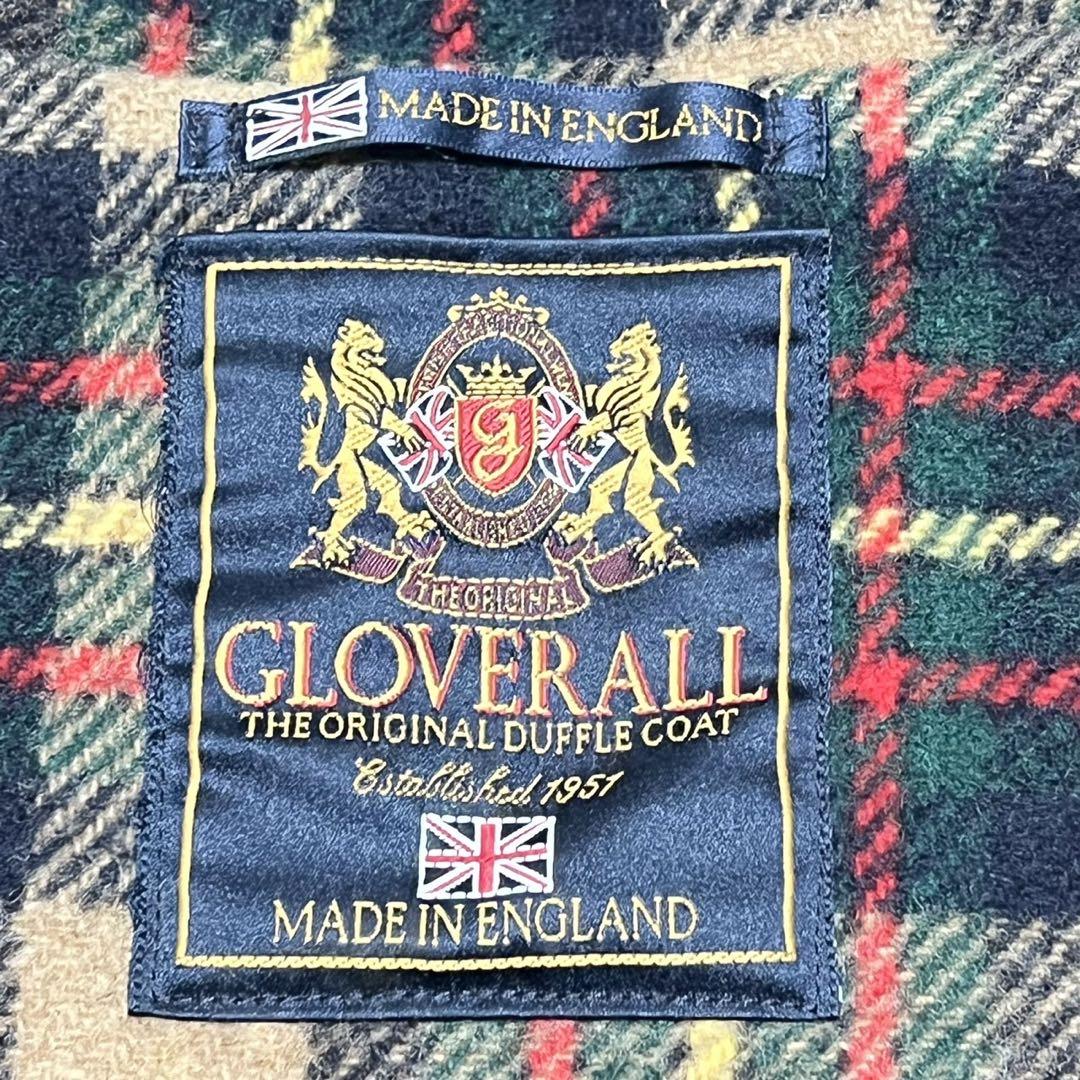 MADE IN ENGLAND
g
THE ORIGINAL
GLOVERALL
THE ORIGINAL DUFFLE COAT
Established 1951
MADE IN ENGLAND